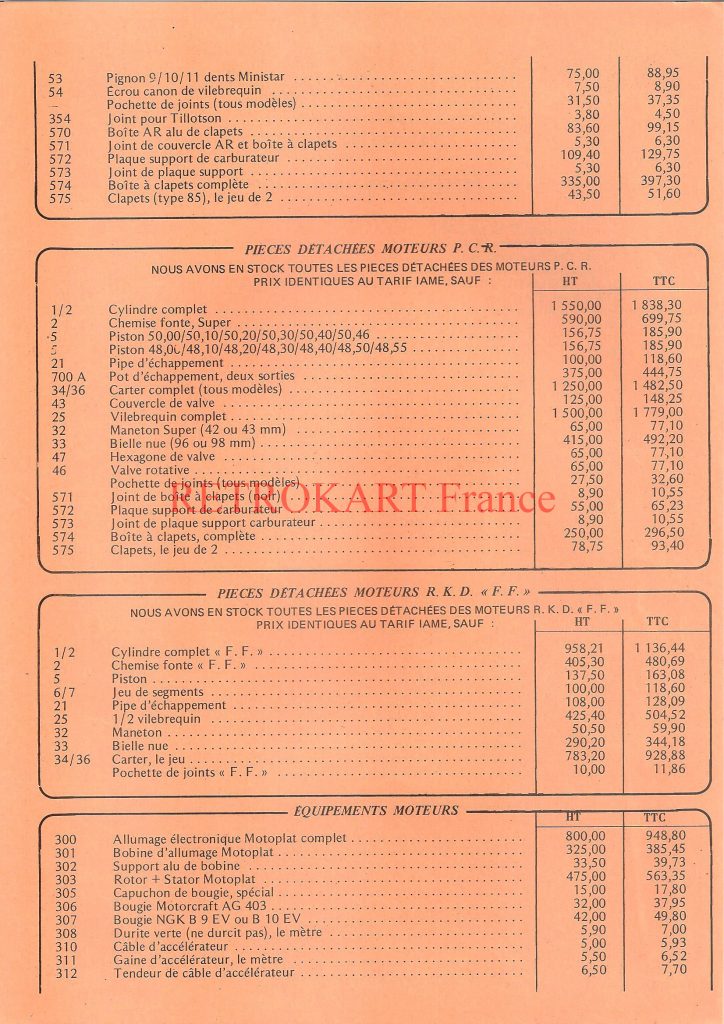 53 Pignon 9/10/11 dents Ministar 75,00 88,95
54 Écrou canon de vilebrequin 7,50 8,90
– Pochette de joints (tous modèles) 31,50 37,35
354 Joint pour Tillotson 3,80 4,50
570 Boîte AR alu de clapets 83,60 99,15
571 Joint de couvercle AR et boîte à clapets 5,30 6,30
572 Plaque support de carburateur 109,40 129,75
573 Joint de plaque support 5,30 6,30
574 Boîte à clapets complète 335,00 397,30
575 Clapets (type 85), le jeu de 2 43,50 51,60
PIECES DÉTACHÉES MOTEURS P. C. R.
NOUS AVONS EN STOCK TOUTES LES PIECES DÉTACHÉES DES MOTEURS P. C. R.
PRIX IDENTIQUES AU TARIF IAME, SAUF : HT TTC
1/2 Cylindre complet 1 550,00 1 838,30
2 Chemise fonte, Super 590,00 699,75
5 Piston 50,00/50,10/50,20/50,30/50,40/50,46 156,75 185,90
5 Piston 48,00/48,10/48,20/48,30/48,40/48,50/48,55 156,75 185,90
21 Pipe d'échappement 100,00 118,60
700 A Pot d'échappement, deux sorties 375,00 444,75
34/36 Carter complet (tous modèles) 1 250,00 1 482,50
43 Couvercle de valve 125,00 148,25
25 Vilebrequin complet 1 500,00 1 779,00
32 Maneton Super (42 ou 43 mm) 65,00 77,10
33 Bielle nue (96 ou 98 mm) 415,00 492,20
47 Hexagone de valve 65,00 77,10
46 Valve rotative 65,00 77,10
Pochette de joints (tous modèles) 27,50 32,60
571 Joint de boîte à clapets (noir) 8,90 10,55
RETROKART France
572 Plaque support de carburateur 55,00 65,23
573 Joint de plaque support carburateur 8,90 10,55
574 Boîte à clapets, complète 250,00 296,50
575 Clapets, le jeu de 2 78,75 93,40
PIECES DÉTACHÉES MOTEURS R. K. D. « F. F. »
NOUS AVONS EN STOCK TOUTES LES PIECES DÉTACHÉES DES MOTEURS R. K. D. « F. F. »
PRIX IDENTIQUES AU TARIF IAME, SAUF : HT TTC
1/2 Cylindre complet « F. F. » 958,21 1 136,44
2 Chemise fonte « F. F. » 405,30 480,69
5 Piston 137,50 163,08
6/7 Jeu de segments 100,00 118,60
21 Pipe d'échappement 108,00 128,09
25 1/2 vilebrequin 425,40 504,52
32 Maneton 50,50 59,90
33 Bielle nue 290,20 344,18
34/36 Carter, le jeu 783,20 928,88
Pochette de joints « F. F. » 10,00 11,86
ÉQUIPEMENTS MOTEURS HT TTC
300 Allumage électronique Motoplat complet 800,00 948,80
301 Bobine d'allumage Motoplat 325,00 385,45
302 Support alu de bobine 33,50 39,73
303 Rotor + Stator Motoplat 475,00 563,35
305 Capuchon de bougie, spécial 15,00 17,80
306 Bougie Motorcraft AG 403 32,00 37,95
307 Bougie NGK B 9 EV ou B 10 EV 42,00 49,80
308 Durite verte (ne durcit pas), le mètre 5,90 7,00
310 Câble d'accélérateur 5,00 5,93
311 Gaine d'accélérateur, le mètre 5,50 6,52
312 Tendeur de câble d'accélérateur 6,50 7,70